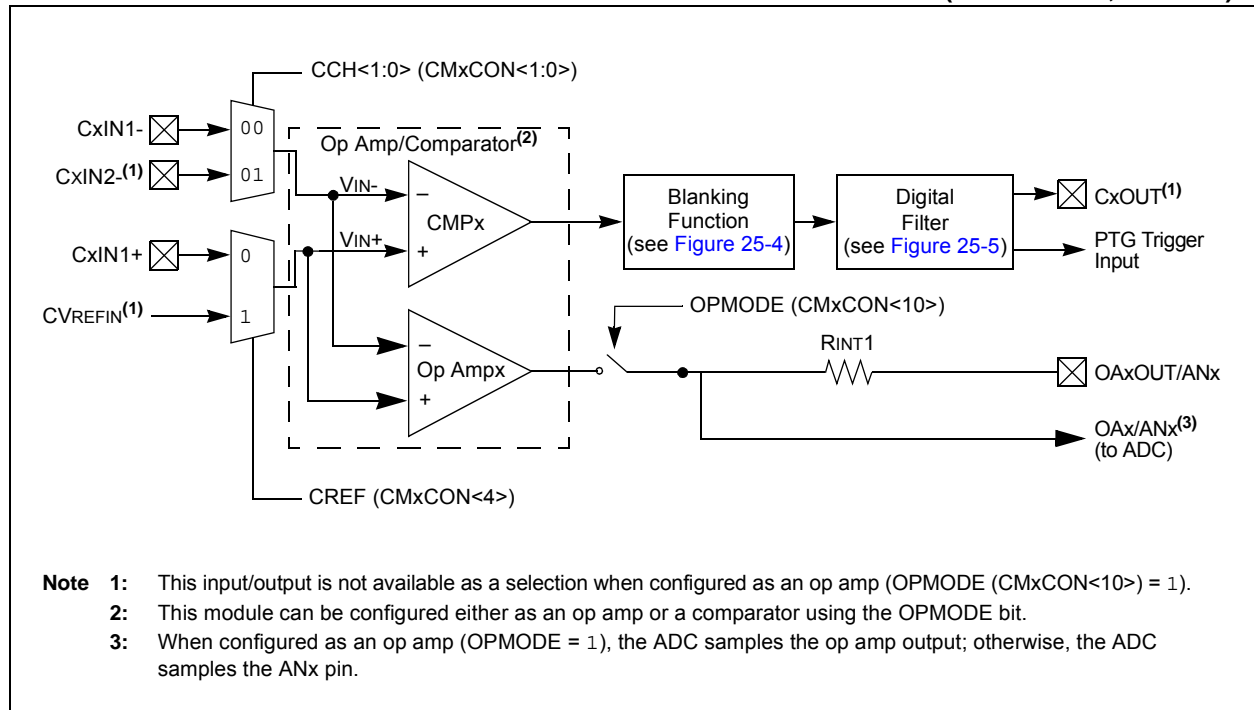 CCH<1:0> (CMxCON<1:0>)
CxIN1-
00
Op Amp/Comparator(2)
CxIN2-(1)
01
VIN-
–
CMPx
Blanking
Function
(see Figure 25-4)
Digital
Filter
(see Figure 25-5)
CxOUT(1)
CxIN1+
0
VIN+
+
PTG Trigger
Input
CVREFIN(1)
1
OPMODE (CMxCON<10>)
–
Op Ampx
+
RINT1
OAxOUT/ANx
OAx/ANx(3)
(to ADC)
CREF (CMxCON<4>)
Note 1: This input/output is not available as a selection when configured as an op amp (OPMODE (CMxCON<10>) = 1).
2: This module can be configured either as an op amp or a comparator using the OPMODE bit.
3: When configured as an op amp (OPMODE = 1), the ADC samples the op amp output; otherwise, the ADC
samples the ANx pin.